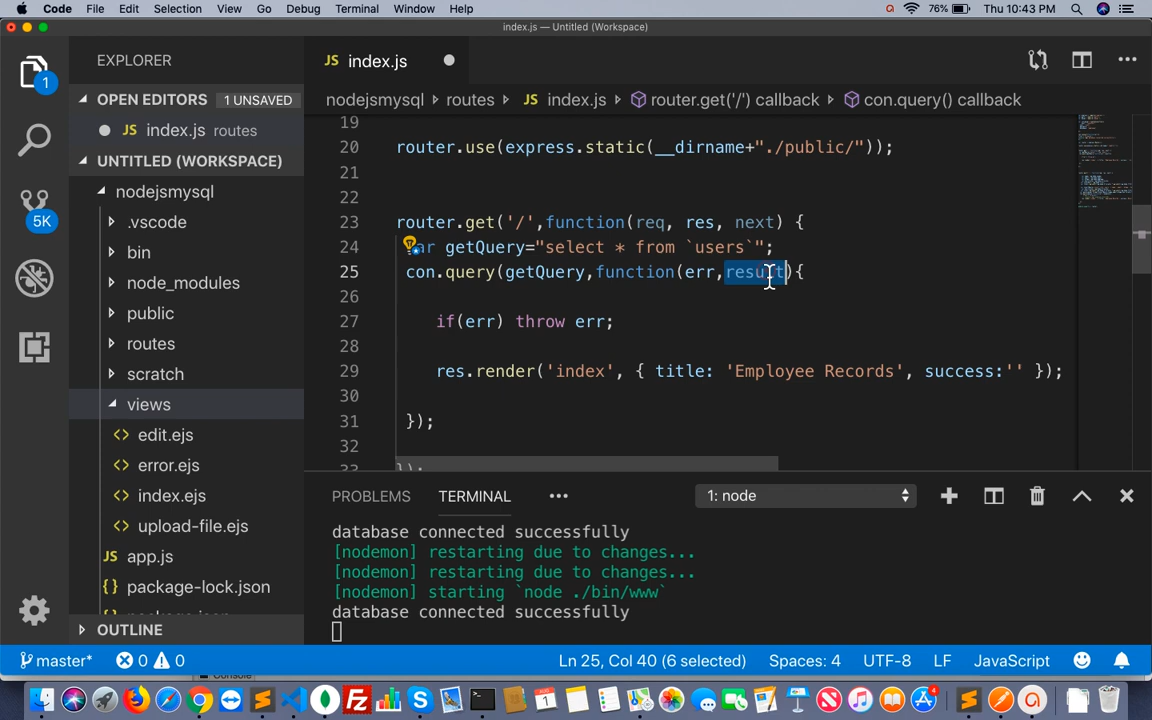 Code File Edit Selection View Go Debug Terminal Window Help 76% Thu 10:43 PM
index.js — Untitled (Workspace)
EXPLORER
JS index.js
1
OPEN EDITORS 1 UNSAVED
nodejsmysql routes JS index.js router.get('/') callback con.query() callback
JS index.js routes
UNTITLED (WORKSPACE)
nodejsmysql
.vscode
5K
bin
node_modules
public
routes
scratch
views
edit.ejs
error.ejs
index.ejs
upload-file.ejs
JS app.js
{} package-lock.json
OUTLINE
19
20 router.use(express.static(__dirname+"./public/"));
21
22
23 router.get('/',function(req, res, next) {
24 ar getQuery="select * from `users`";
25 con.query(getQuery,function(err,result){
26
27 if(err) throw err;
28
29 res.render('index', { title: 'Employee Records', success:'' });
30
31 });
32
33 });
PROBLEMS TERMINAL 1: node
database connected successfully
[nodemon] restarting due to changes...
[nodemon] restarting due to changes...
[nodemon] starting `node ./bin/www`
database connected successfully
master* 0 0 Ln 25, Col 40 (6 selected) Spaces: 4 UTF-8 LF JavaScript
Console